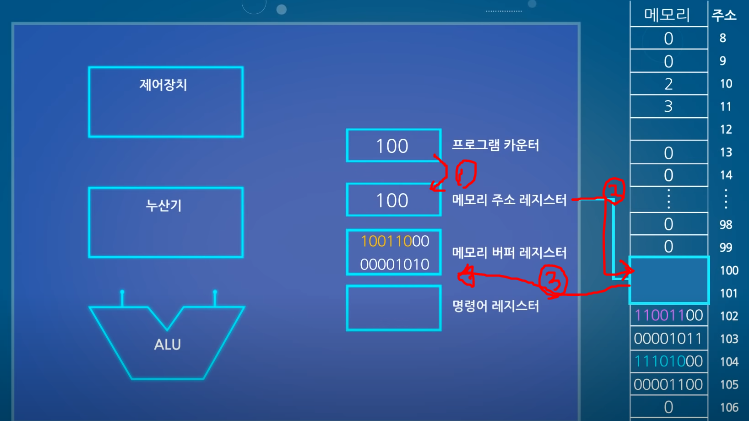 메모리 주소
0 8
0 9
2 10
3 11
12
0 13
0 14
⋮ ⋮
0 98
0 99
100
101
11001100 102
00001011 103
11101000 104
00001100 105
0 106
제어장치
누산기
ALU
100 프로그램 카운터
①
100 메모리 주소 레지스터
②
10011000
00001010
메모리 버퍼 레지스터
③
명령어 레지스터